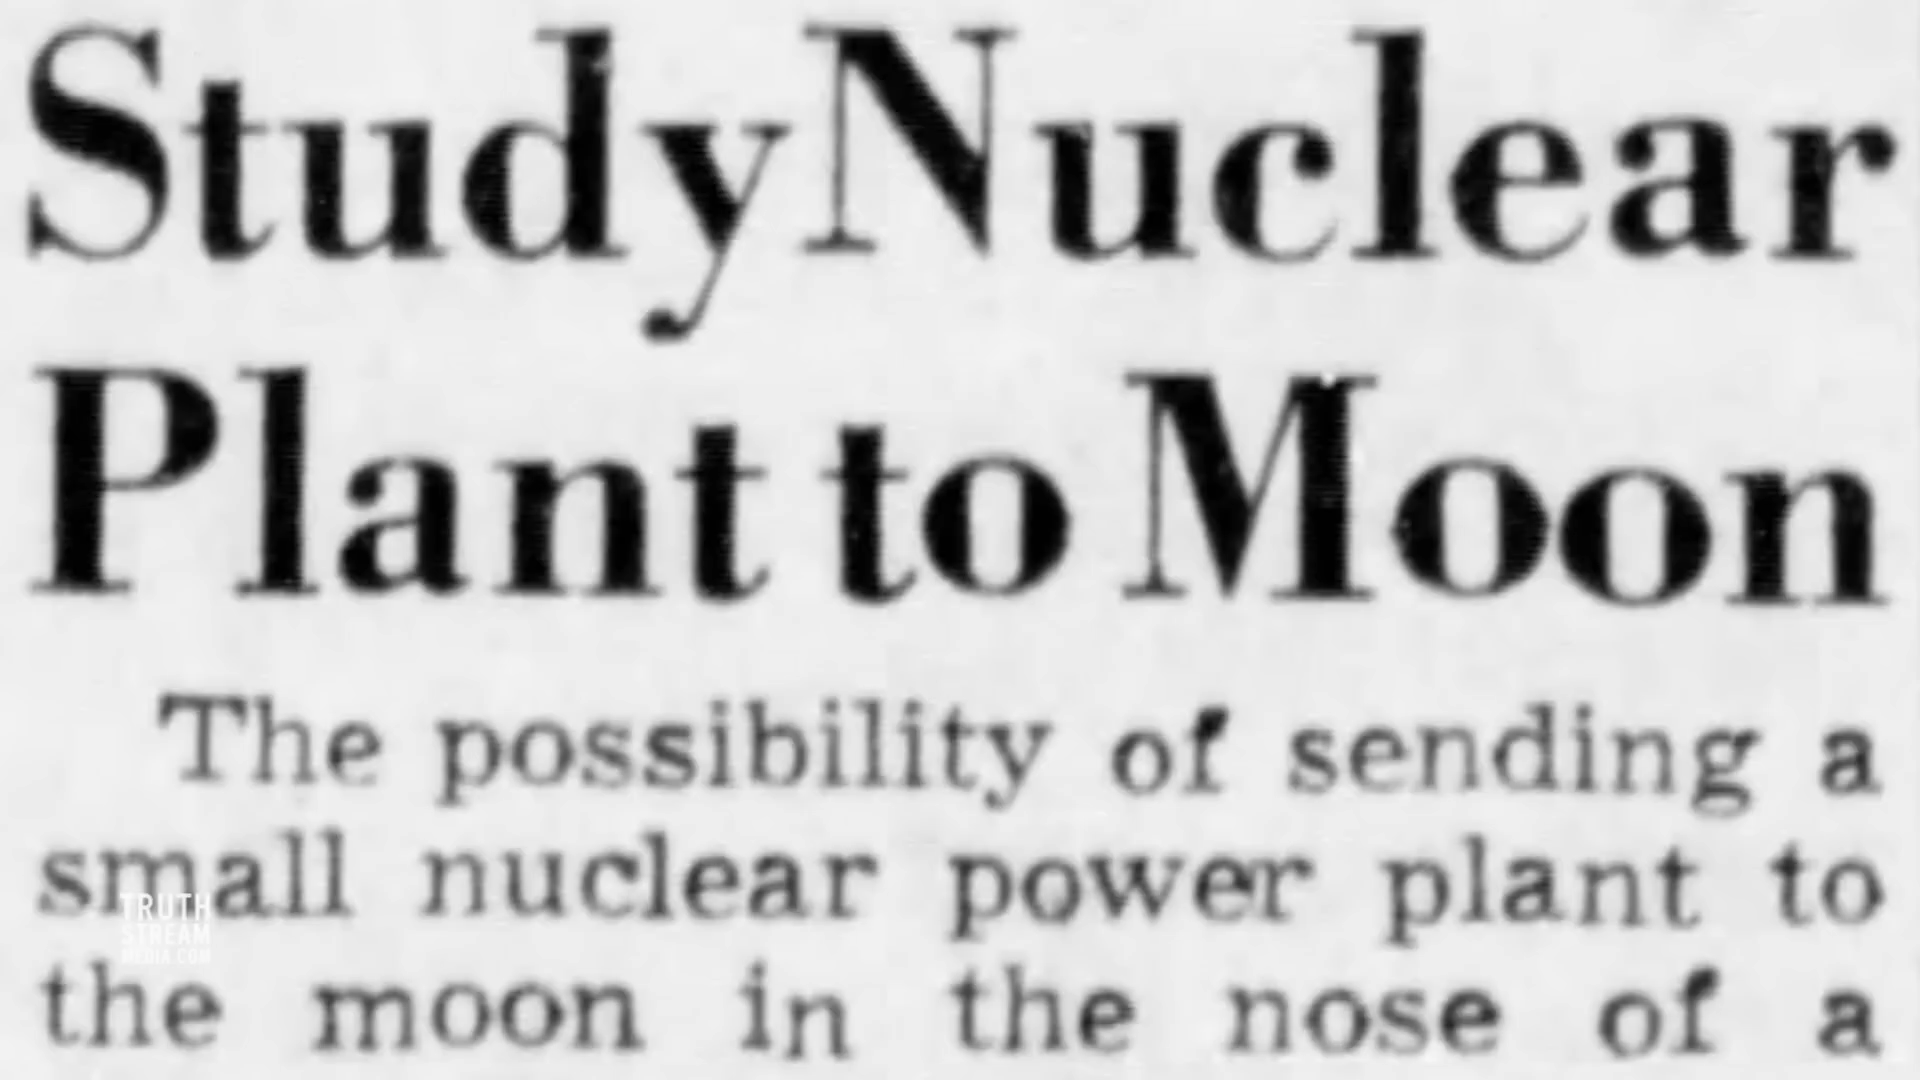 Study Nuclear
Plant to Moon
The possibility of sending a
small nuclear power plant to
the moon in the nose of a
TRUTH
STREAM
MEDIA.COM